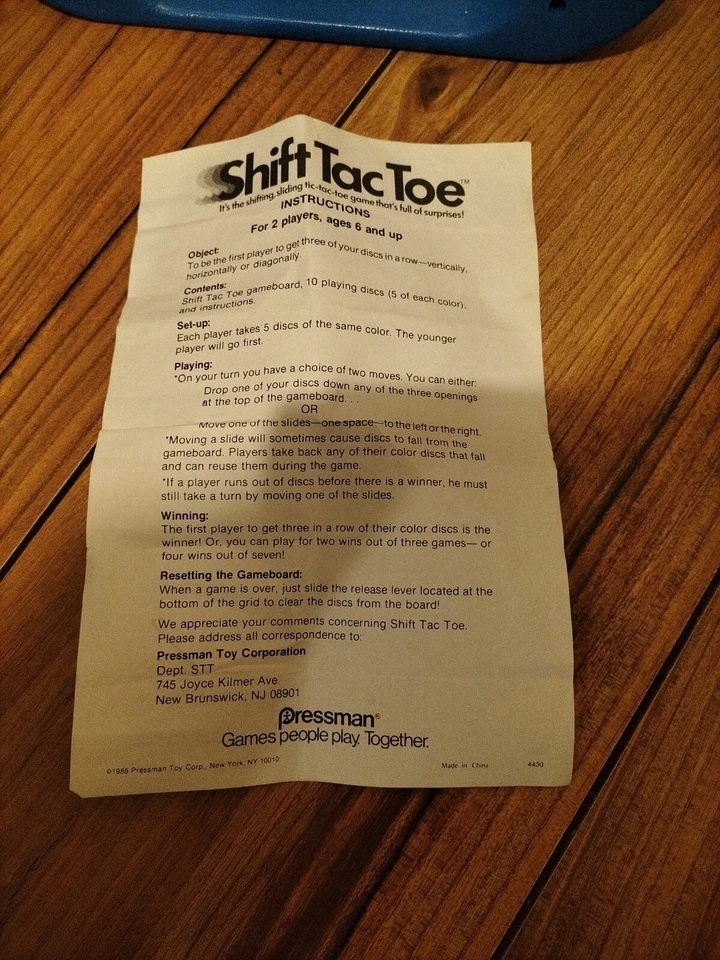 Shift Tac Toe™
It's the shifting, sliding tic-tac-toe game that's full of surprises!
INSTRUCTIONS
For 2 players, ages 6 and up
Object:
To be the first player to get three of your discs in a row—vertically,
horizontally or diagonally.
Contents:
Shift Tac Toe gameboard, 10 playing discs (5 of each color),
and instructions.
Set-up:
Each player takes 5 discs of the same color. The younger
player will go first.
Playing:
*On your turn you have a choice of two moves. You can either:
Drop one of your discs down any of the three openings
at the top of the gameboard. . .
OR
Move one of the slides—one space—to the left or the right.
*Moving a slide will sometimes cause discs to fall from the
gameboard. Players take back any of their color discs that fall
and can reuse them during the game.
*If a player runs out of discs before there is a winner, he must
still take a turn by moving one of the slides.
Winning:
The first player to get three in a row of their color discs is the
winner! Or, you can play for two wins out of three games— or
four wins out of seven!
Resetting the Gameboard:
When a game is over, just slide the release lever located at the
bottom of the grid to clear the discs from the board!
We appreciate your comments concerning Shift Tac Toe.
Please address all correspondence to:
Pressman Toy Corporation
Dept. STT
745 Joyce Kilmer Ave.
New Brunswick, NJ 08901
Pressman®
Games people play. Together.
©1988 Pressman Toy Corp., New York, NY 10010 Made in China 4430